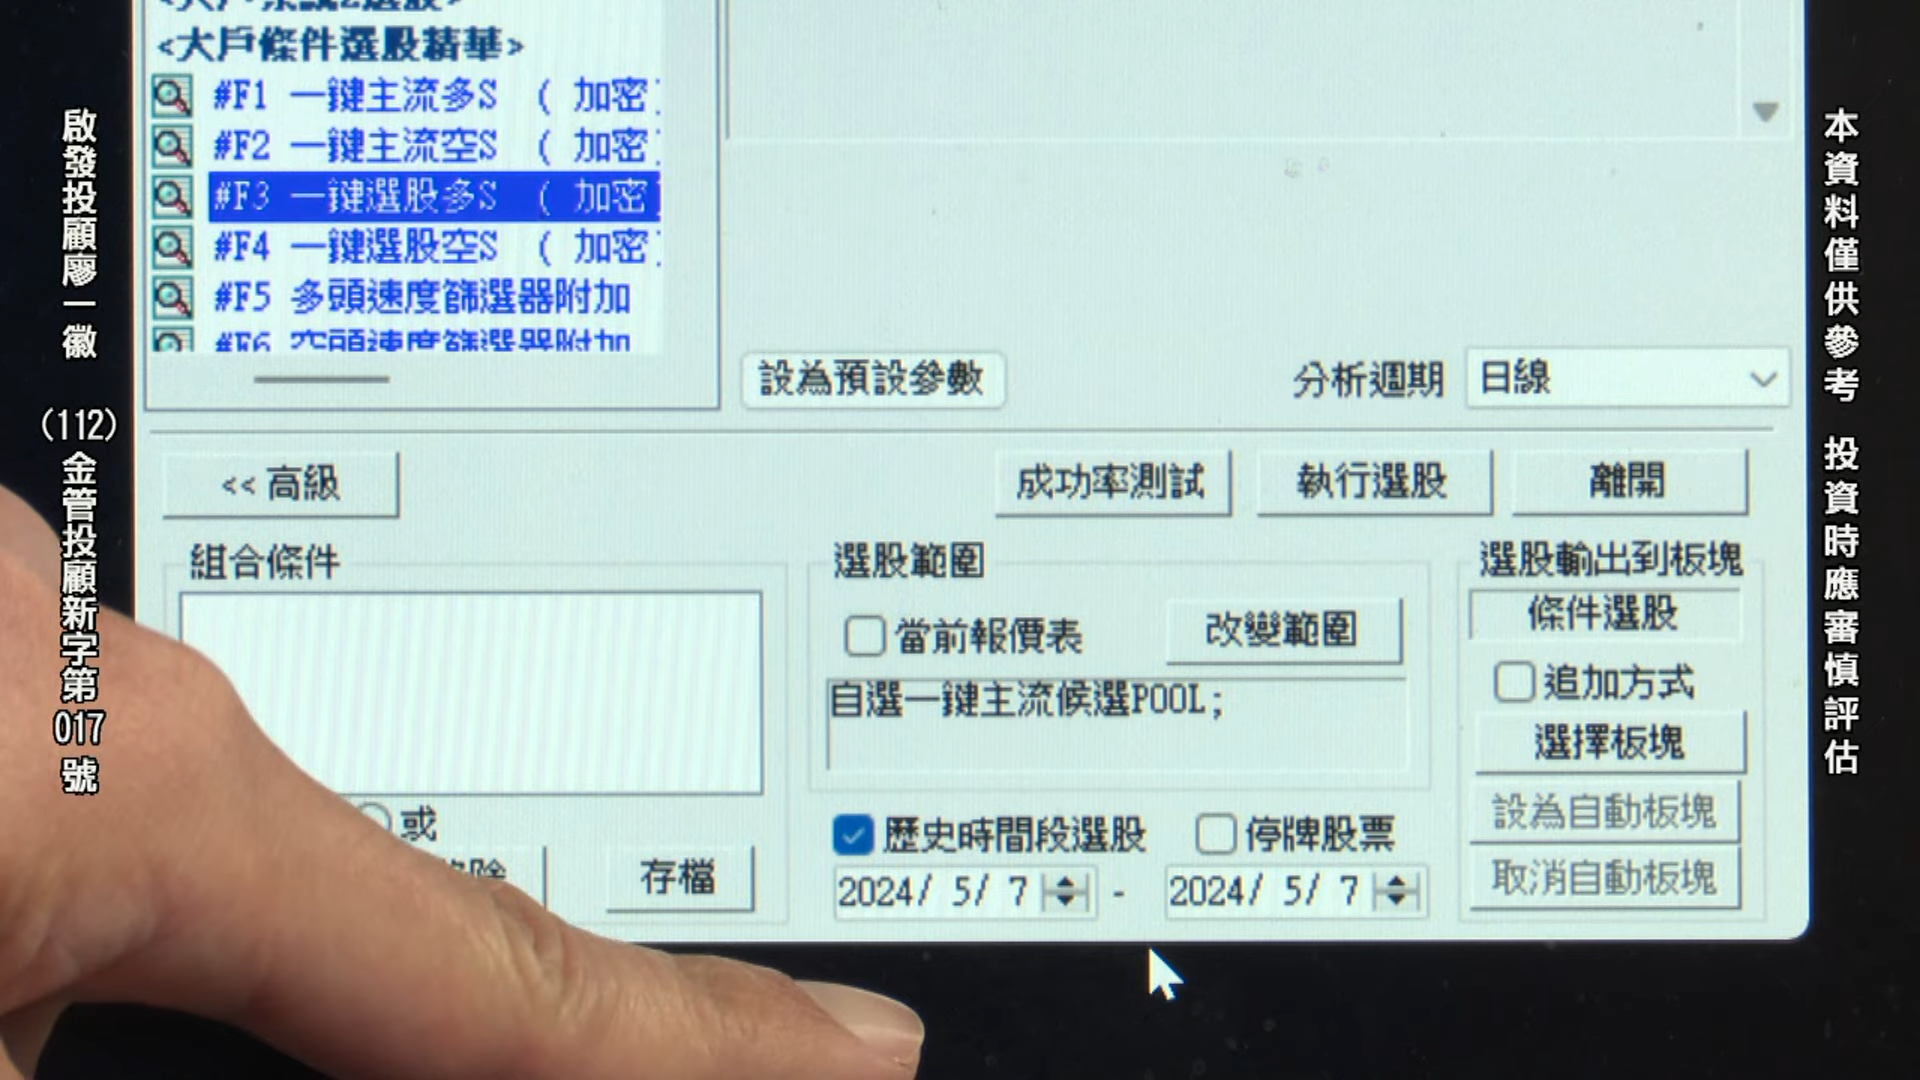 <大戶條件選股精華>
#F1 一鍵主流多S ( 加密
#F2 一鍵主流空S ( 加密
#F3 一鍵選股多S ( 加密
#F4 一鍵選股空S ( 加密
#F5 多頭速度篩選器附加
#F6 空頭速度篩選器附加
設為預設參數
分析週期 日線
<< 高級
成功率測試 執行選股 離開
組合條件
或
存檔
選股範圍
當前報價表 改變範圍
自選一鍵主流候選POOL;
歷史時間段選股 停牌股票
2024/ 5/ 7 - 2024/ 5/ 7
選股輸出到板塊
條件選股
追加方式
選擇板塊
設為自動板塊
取消自動板塊
啟發投顧廖一徽 (112)金管投顧新字第017號
本資料僅供參考 投資時應審慎評估